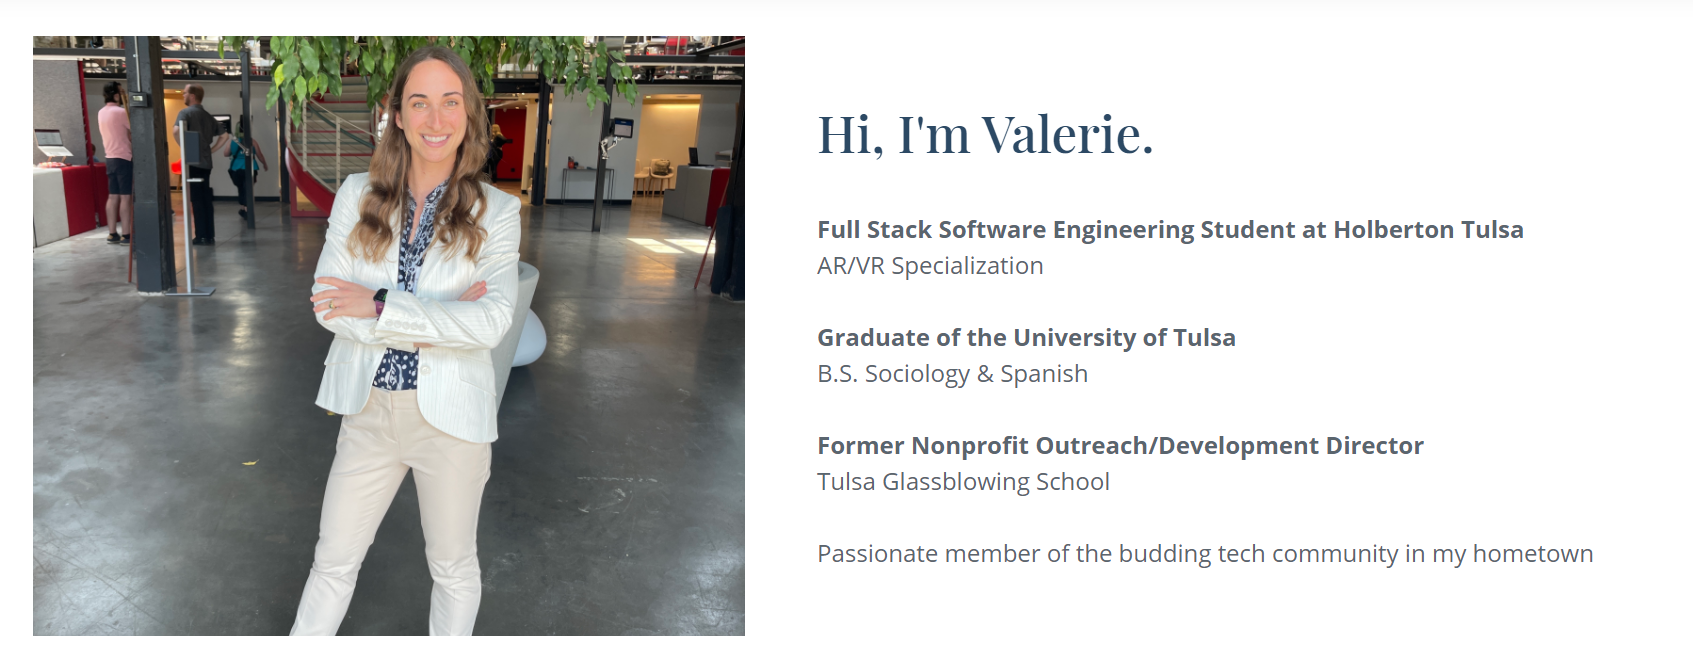 Hi, I'm Valerie.
Full Stack Software Engineering Student at Holberton Tulsa
AR/VR Specialization
Graduate of the University of Tulsa
B.S. Sociology & Spanish
Former Nonprofit Outreach/Development Director
Tulsa Glassblowing School
Passionate member of the budding tech community in my hometown